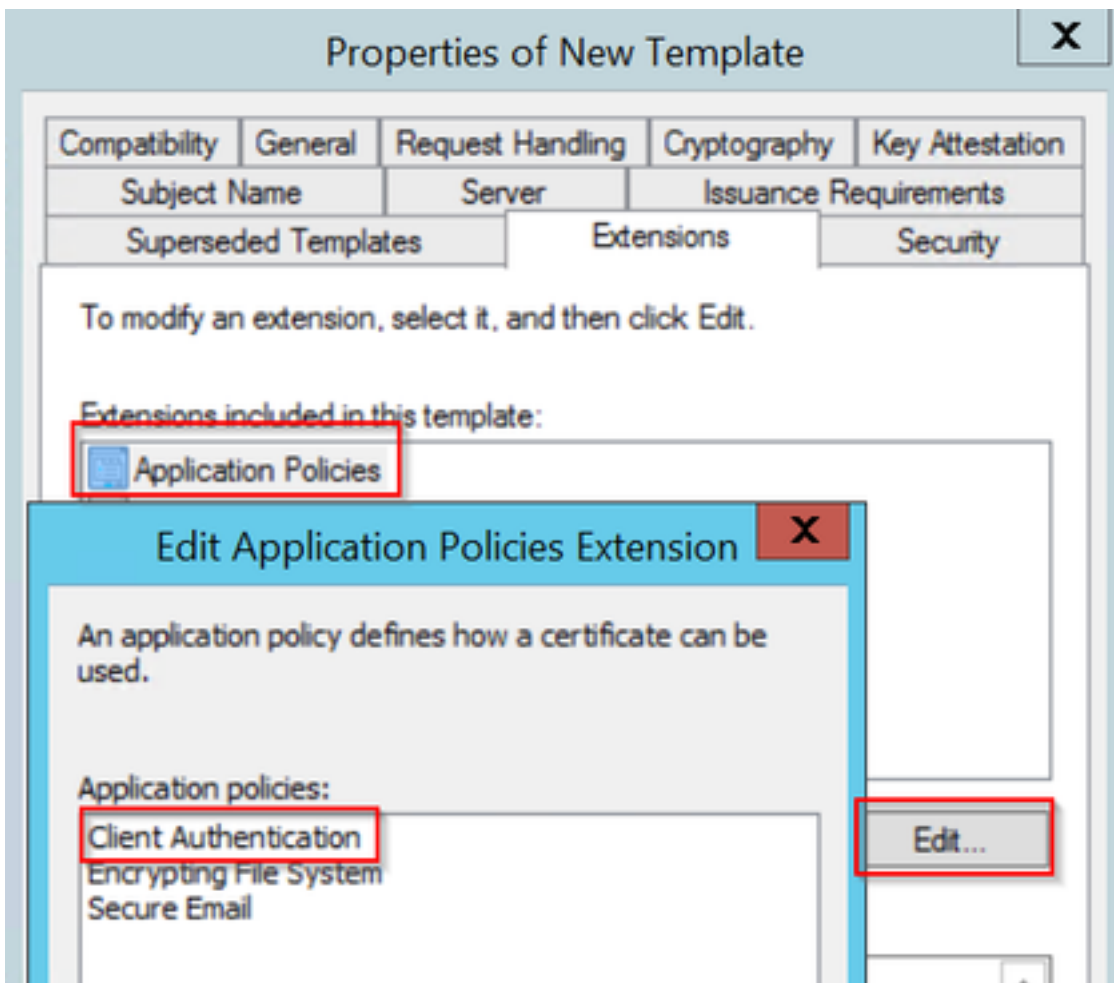 Properties of New Template
X
Compatibility General Request Handling Cryptography Key Attestation
Subject Name Server Issuance Requirements
Superseded Templates Extensions Security
To modify an extension, select it, and then click Edit.
Extensions included in this template:
Application Policies
Edit Application Policies Extension
X
An application policy defines how a certificate can be
used.
Application policies:
Client Authentication
Edit...
Encrypting File System
Secure Email